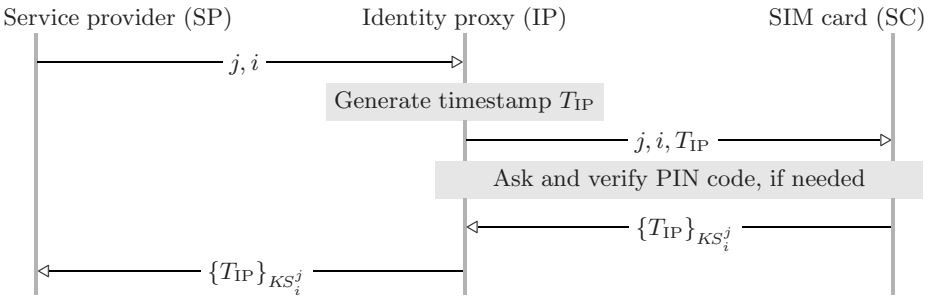 Service provider (SP) Identity proxy (IP) SIM card (SC)
j, i
Generate timestamp T_IP
j, i, T_IP
Ask and verify PIN code, if needed
{T_IP}_{KS_i^j}
{T_IP}_{KS_i^j}